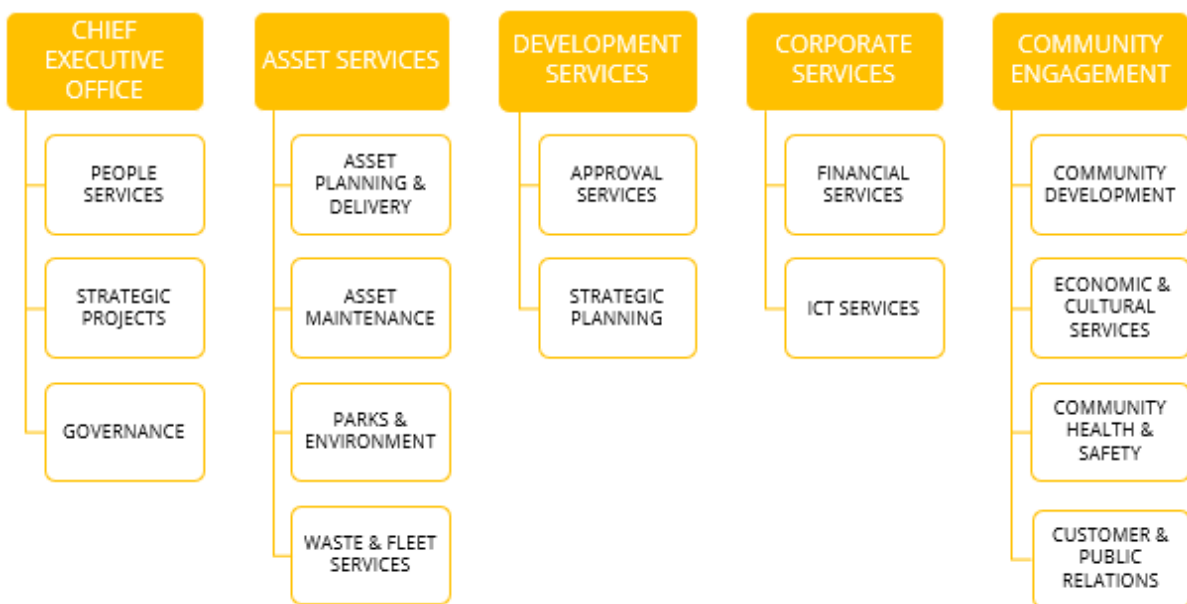 CHIEF
EXECUTIVE
OFFICE
PEOPLE
SERVICES
STRATEGIC
PROJECTS
GOVERNANCE
ASSET SERVICES
ASSET
PLANNING &
DELIVERY
ASSET
MAINTENANCE
PARKS &
ENVIRONMENT
WASTE & FLEET
SERVICES
DEVELOPMENT
SERVICES
APPROVAL
SERVICES
STRATEGIC
PLANNING
CORPORATE
SERVICES
FINANCIAL
SERVICES
ICT SERVICES
COMMUNITY
ENGAGEMENT
COMMUNITY
DEVELOPMENT
ECONOMIC &
CULTURAL
SERVICES
COMMUNITY
HEALTH &
SAFETY
CUSTOMER &
PUBLIC
RELATIONS